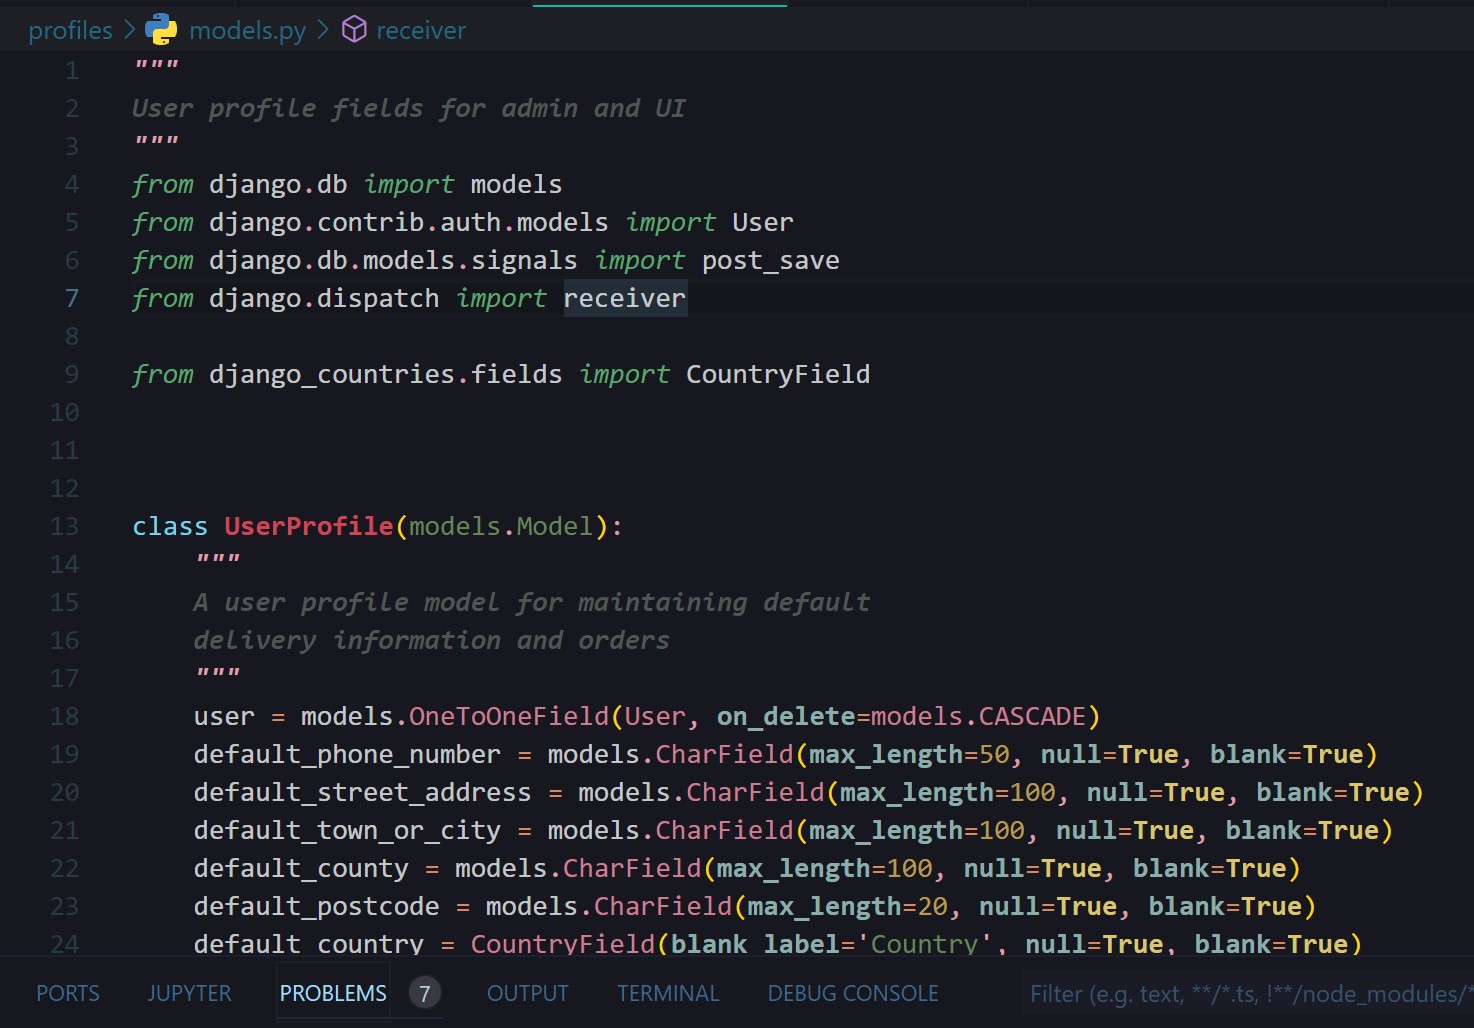 profiles > models.py > receiver
1 """
2 User profile fields for admin and UI
3 """
4 from django.db import models
5 from django.contrib.auth.models import User
6 from django.db.models.signals import post_save
7 from django.dispatch import receiver
8
9 from django_countries.fields import CountryField
10
11
12
13 class UserProfile(models.Model):
14     """
15     A user profile model for maintaining default
16     delivery information and orders
17     """
18     user = models.OneToOneField(User, on_delete=models.CASCADE)
19     default_phone_number = models.CharField(max_length=50, null=True, blank=True)
20     default_street_address = models.CharField(max_length=100, null=True, blank=True)
21     default_town_or_city = models.CharField(max_length=100, null=True, blank=True)
22     default_county = models.CharField(max_length=100, null=True, blank=True)
23     default_postcode = models.CharField(max_length=20, null=True, blank=True)
24     default_country = CountryField(blank_label='Country', null=True, blank=True)
PORTS JUPYTER PROBLEMS 7 OUTPUT TERMINAL DEBUG CONSOLE Filter (e.g. text, **/*.ts, !**/node_modules/*